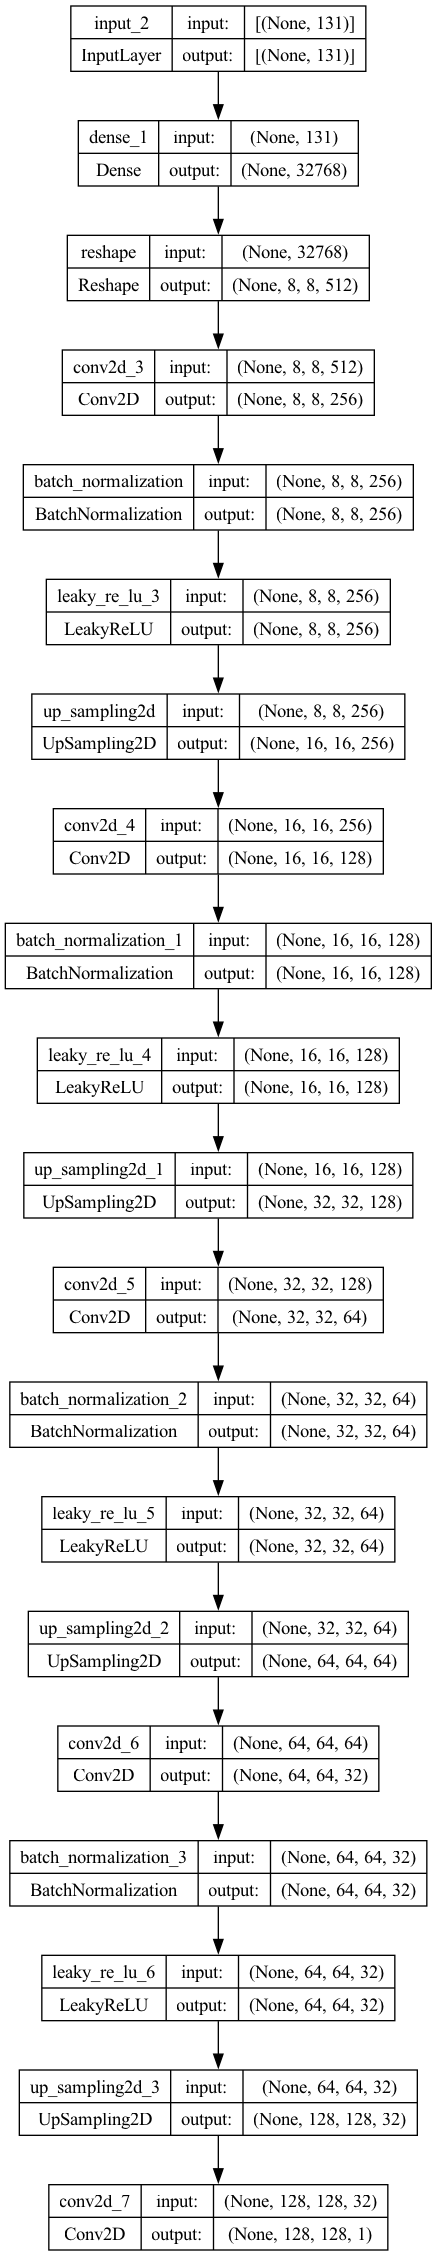 input_2 input: [(None, 131)]
InputLayer output: [(None, 131)]
dense_1 input: (None, 131)
Dense output: (None, 32768)
reshape input: (None, 32768)
Reshape output: (None, 8, 8, 512)
conv2d_3 input: (None, 8, 8, 512)
Conv2D output: (None, 8, 8, 256)
batch_normalization input: (None, 8, 8, 256)
BatchNormalization output: (None, 8, 8, 256)
leaky_re_lu_3 input: (None, 8, 8, 256)
LeakyReLU output: (None, 8, 8, 256)
up_sampling2d input: (None, 8, 8, 256)
UpSampling2D output: (None, 16, 16, 256)
conv2d_4 input: (None, 16, 16, 256)
Conv2D output: (None, 16, 16, 128)
batch_normalization_1 input: (None, 16, 16, 128)
BatchNormalization output: (None, 16, 16, 128)
leaky_re_lu_4 input: (None, 16, 16, 128)
LeakyReLU output: (None, 16, 16, 128)
up_sampling2d_1 input: (None, 16, 16, 128)
UpSampling2D output: (None, 32, 32, 128)
conv2d_5 input: (None, 32, 32, 128)
Conv2D output: (None, 32, 32, 64)
batch_normalization_2 input: (None, 32, 32, 64)
BatchNormalization output: (None, 32, 32, 64)
leaky_re_lu_5 input: (None, 32, 32, 64)
LeakyReLU output: (None, 32, 32, 64)
up_sampling2d_2 input: (None, 32, 32, 64)
UpSampling2D output: (None, 64, 64, 64)
conv2d_6 input: (None, 64, 64, 64)
Conv2D output: (None, 64, 64, 32)
batch_normalization_3 input: (None, 64, 64, 32)
BatchNormalization output: (None, 64, 64, 32)
leaky_re_lu_6 input: (None, 64, 64, 32)
LeakyReLU output: (None, 64, 64, 32)
up_sampling2d_3 input: (None, 64, 64, 32)
UpSampling2D output: (None, 128, 128, 32)
conv2d_7 input: (None, 128, 128, 32)
Conv2D output: (None, 128, 128, 1)